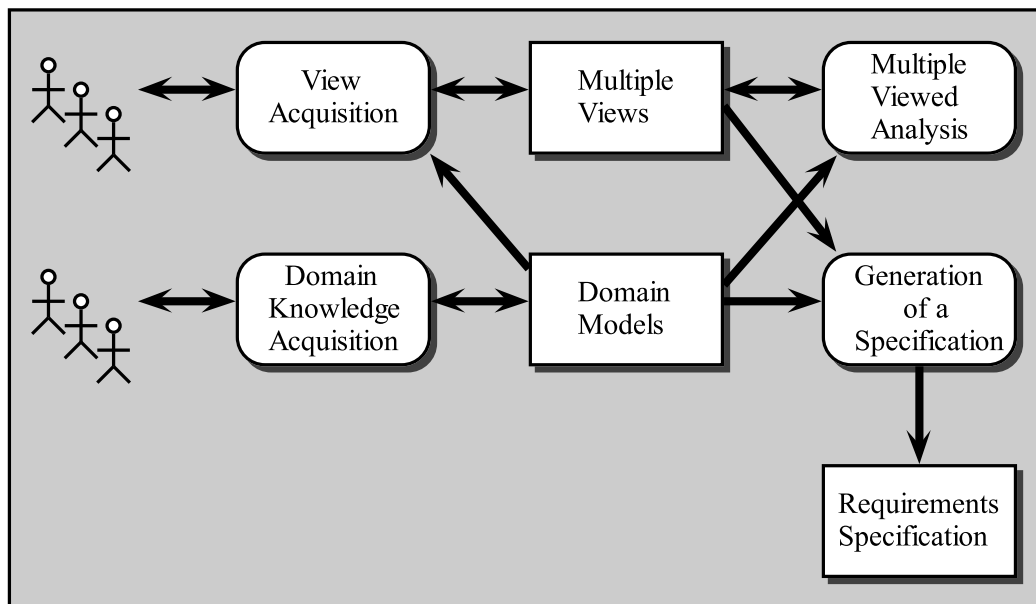 View
Acquisition
Multiple
Views
Multiple
Viewed
Analysis
Domain
Knowledge
Acquisition
Domain
Models
Generation
of a
Specification
Requirements
Specification